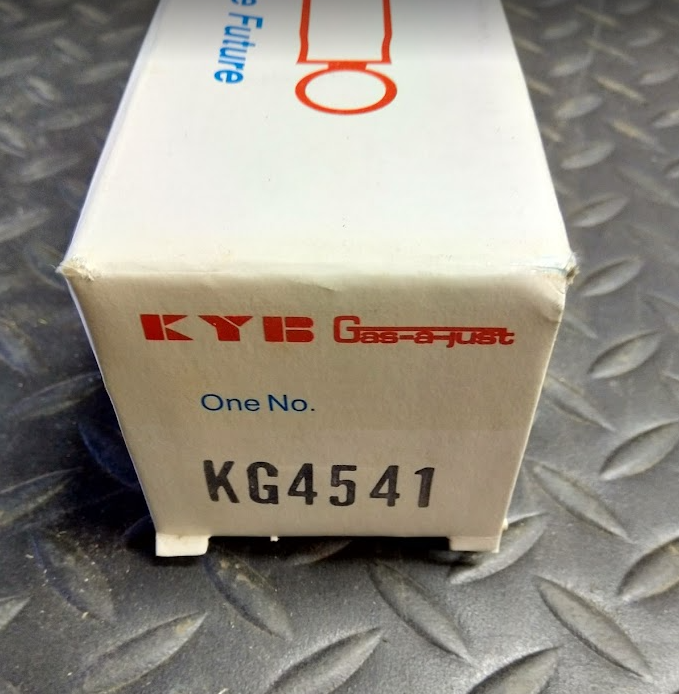 e Future
KYB Gas-a-just
One No.
KG4541